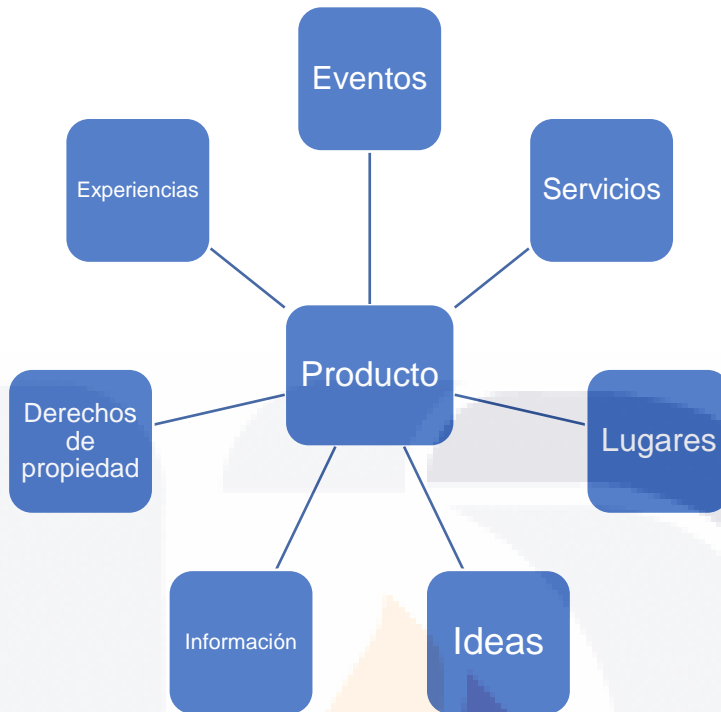 Eventos
Experiencias
Servicios
Producto
Derechos
de
propiedad
Lugares
Información
Ideas